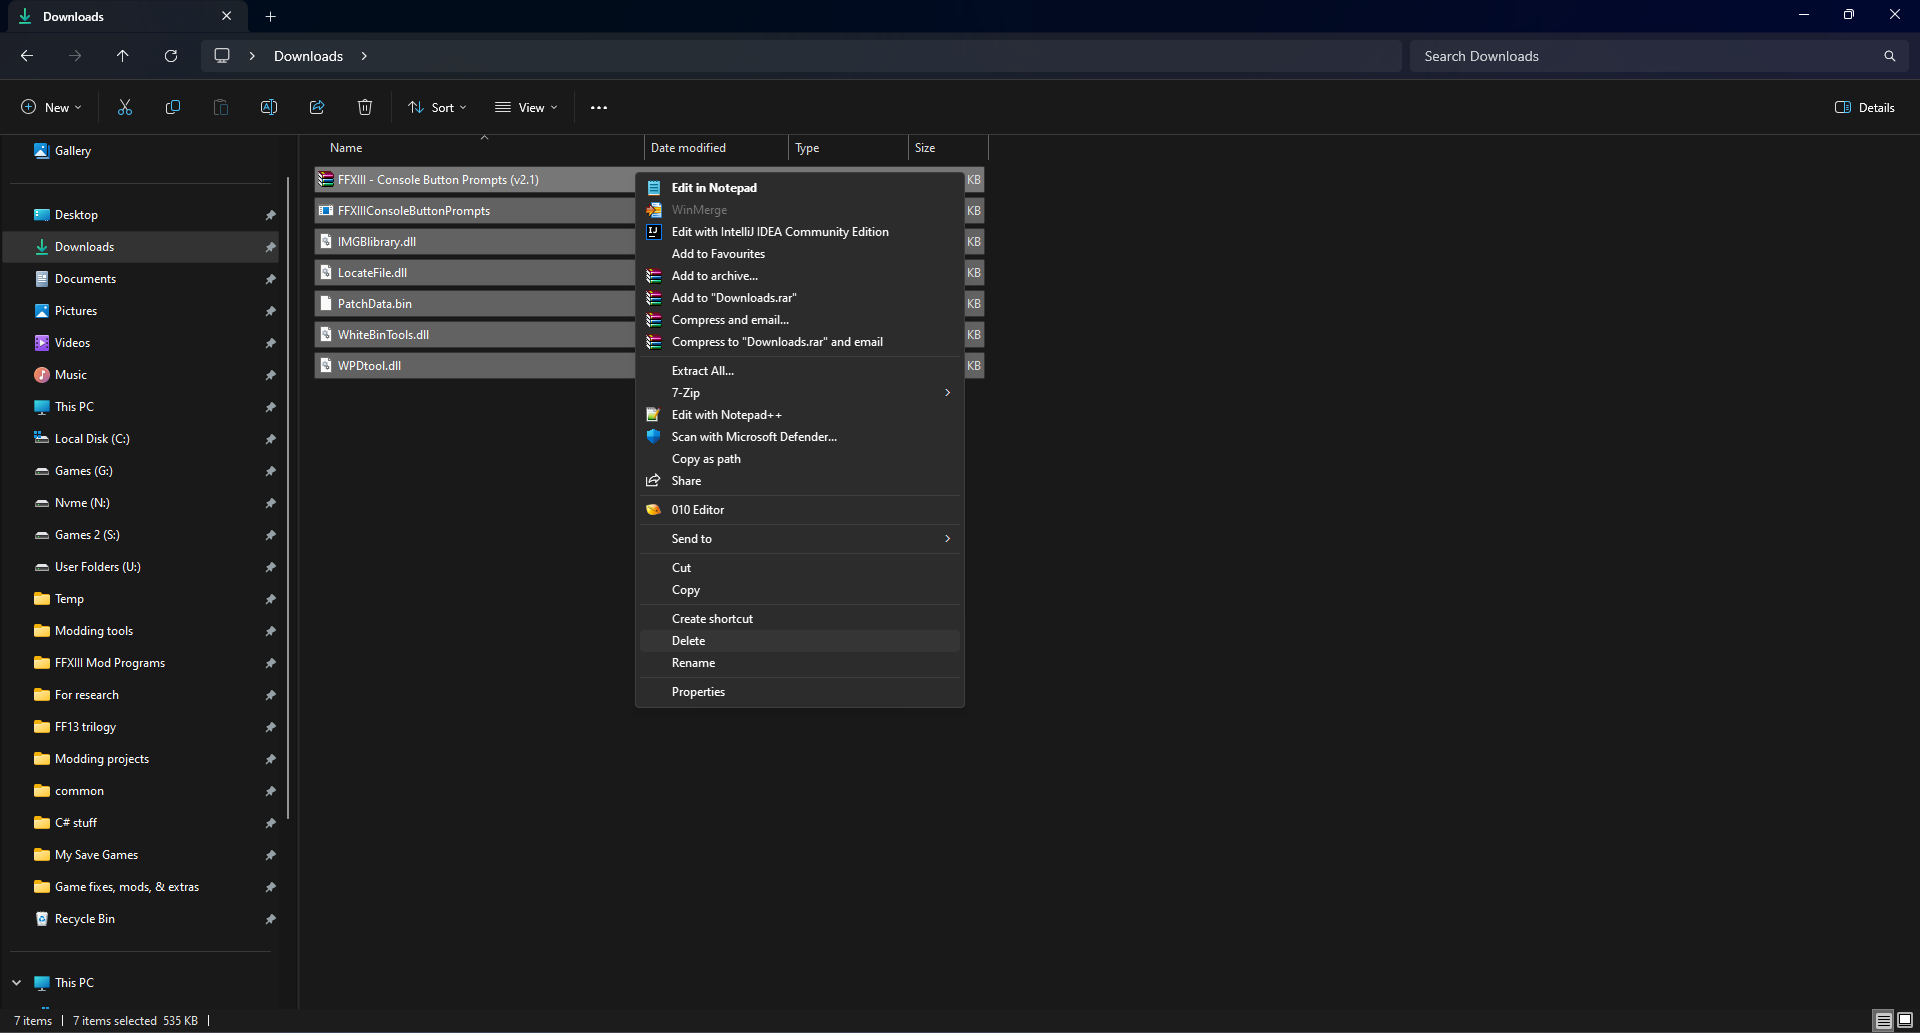 Downloads
Downloads
Search Downloads
New
Sort
View
Details
Gallery
Desktop
Downloads
Documents
Pictures
Videos
Music
This PC
Local Disk (C:)
Games (G:)
Nvme (N:)
Games 2 (S:)
User Folders (U:)
Temp
Modding tools
FFXIII Mod Programs
For research
FF13 trilogy
Modding projects
common
C# stuff
My Save Games
Game fixes, mods, & extras
Recycle Bin
This PC
Name
Date modified
Type
Size
FFXIII - Console Button Prompts (v2.1)
KB
FFXIIIConsoleButtonPrompts
KB
IMGBlibrary.dll
KB
LocateFile.dll
KB
PatchData.bin
KB
WhiteBinTools.dll
KB
WPDtool.dll
KB
Edit in Notepad
WinMerge
IJ
Edit with IntelliJ IDEA Community Edition
Add to Favourites
Add to archive...
Add to "Downloads.rar"
Compress and email...
Compress to "Downloads.rar" and email
Extract All...
7-Zip
Edit with Notepad++
Scan with Microsoft Defender...
Copy as path
Share
010 Editor
Send to
Cut
Copy
Create shortcut
Delete
Rename
Properties
7 items
7 items selected 535 KB